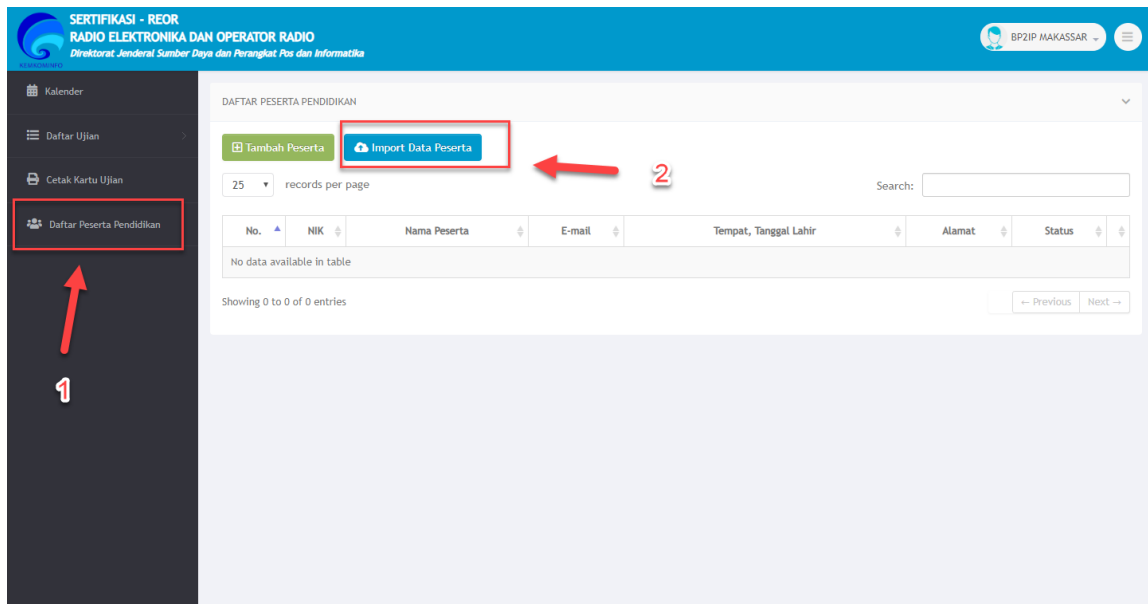 SERTIFIKASI - REOR
RADIO ELEKTRONIKA DAN OPERATOR RADIO
Direktorat Jenderal Sumber Daya dan Perangkat Pos dan Informatika
KEMKOMINFO
BP2IP MAKASSAR
Kalender
Daftar Ujian
Cetak Kartu Ujian
Daftar Peserta Pendidikan
1
DAFTAR PESERTA PENDIDIKAN
Tambah Peserta
Import Data Peserta
2
25 records per page
Search:
No. NIK Nama Peserta E-mail Tempat, Tanggal Lahir Alamat Status
No data available in table
Showing 0 to 0 of 0 entries
← Previous Next →